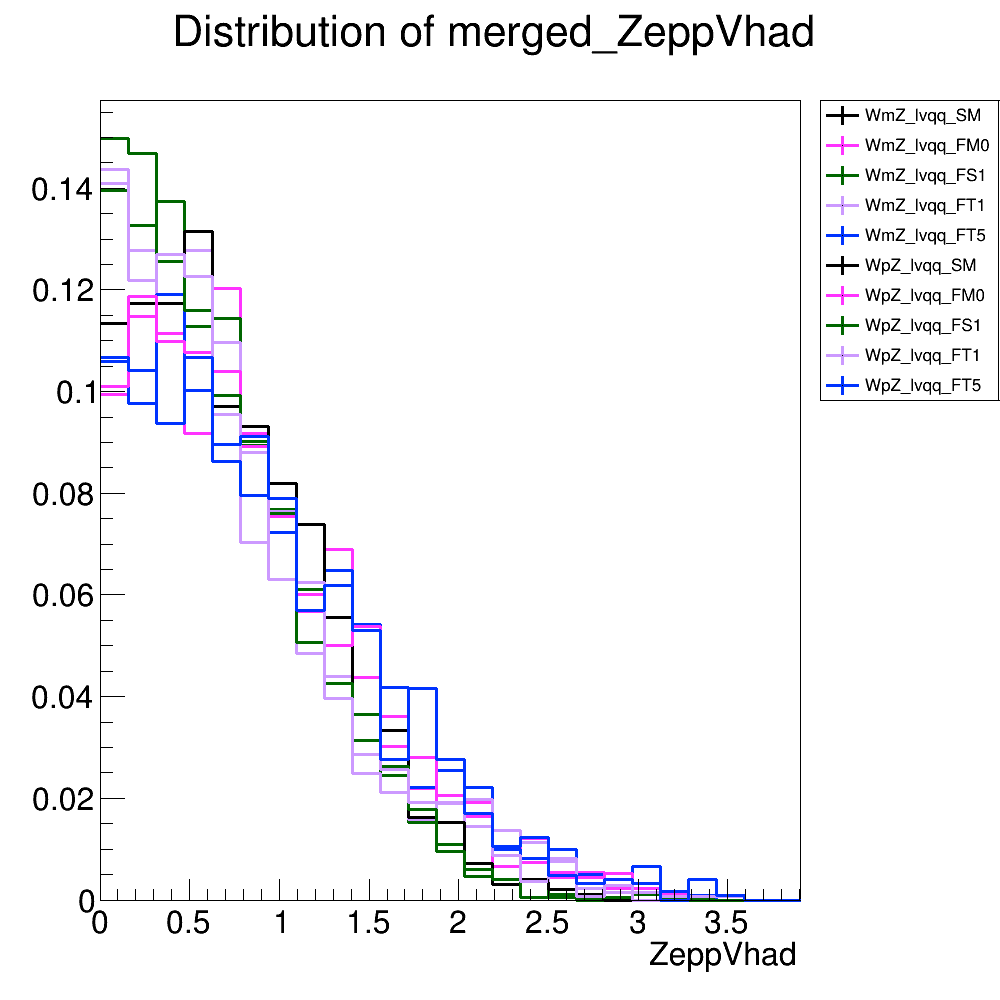 Distribution of merged_ZeppVhad
WmZ_lvqq_SM
WmZ_lvqq_FM0
WmZ_lvqq_FS1
WmZ_lvqq_FT1
WmZ_lvqq_FT5
WpZ_lvqq_SM
WpZ_lvqq_FM0
WpZ_lvqq_FS1
WpZ_lvqq_FT1
WpZ_lvqq_FT5
0.14
0.12
0.1
0.08
0.06
0.04
0.02
0
0 0.5 1 1.5 2 2.5 3 3.5
ZeppVhad